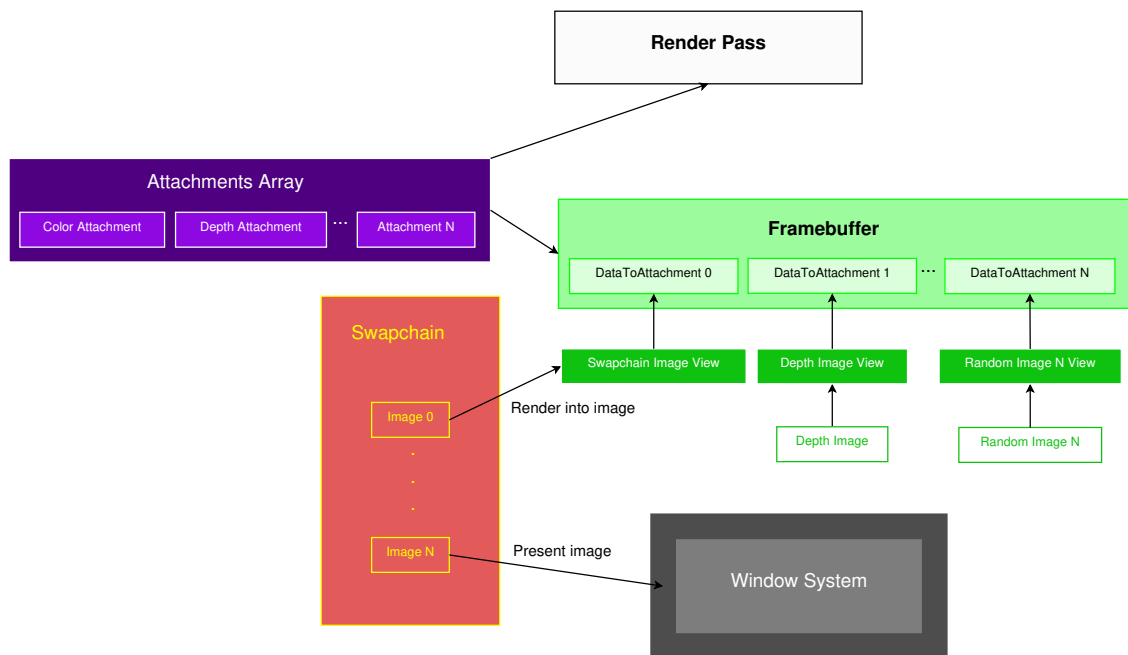 Render Pass
Attachments Array
Color Attachment
Depth Attachment
...
Attachment N
Framebuffer
DataToAttachment 0
DataToAttachment 1
...
DataToAttachment N
Swapchain
Swapchain Image View
Depth Image View
Random Image N View
Image 0
Render into image
Depth Image
Random Image N
.
.
.
Image N
Present image
Window System